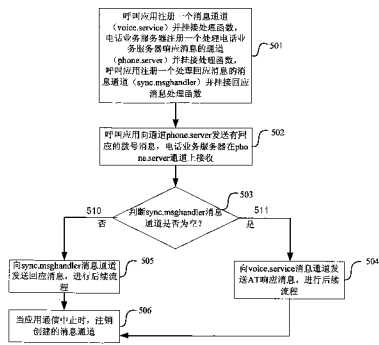 呼叫应用注册一个消息通道
（voice.service）并挂接处理函数，
电话业务服务器注册一个处理电话业
务服务器响应消息的通道
（phone.server）并挂接处理函数，
呼叫应用注册一个处理回应消息的消
息通道（sync.msghandler）并挂接回应
消息处理函数
501
呼叫应用向通道phone.server发送有回
应的拨号消息，电话业务服务器在pho
ne.server通道上接收
502
判断sync.msghandler消息
通道是否为空？
503
510
否
511
是
向sync.msghandler消息通道
发送回应消息，进行后续流
程
505
向voice.service消息通道发
送AT响应消息，进行后续
流程
504
当应用通信中止时，注销
创建的消息通道
506